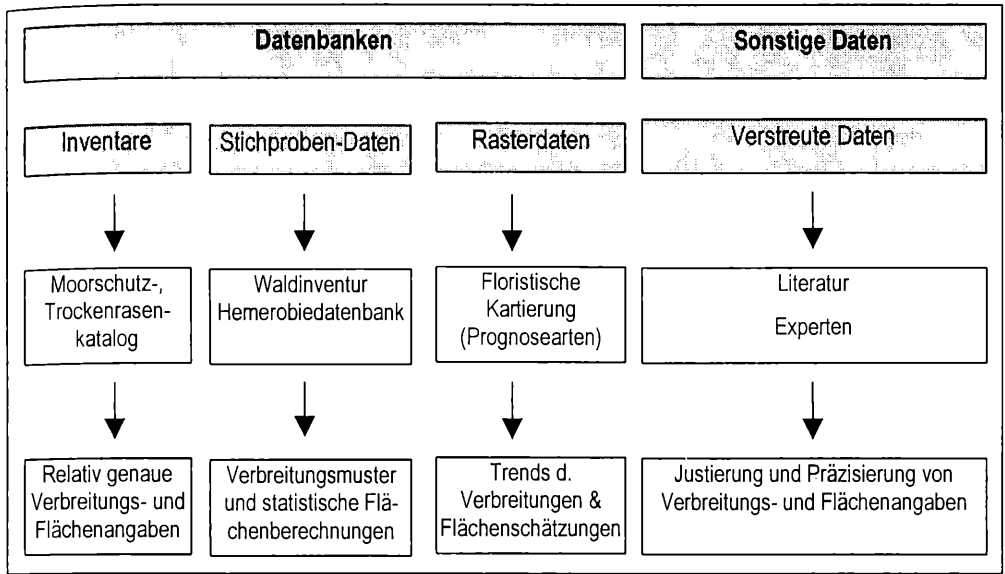 Datenbanken
Sonstige Daten
Inventare
Stichproben-Daten
Rasterdaten
Verstreute Daten
Moorschutz-,
Trockenrasen-
katalog
Waldinventur
Hemerobiedatenbank
Floristische
Kartierung
(Prognosearten)
Literatur
Experten
Relativ genaue
Verbreitungs- und
Flächenangaben
Verbreitungsmuster
und statistische Flä-
chenberechnungen
Trends d.
Verbreitungen &
Flächenschätzungen
Justierung und Präzisierung von
Verbreitungs- und Flächenangaben